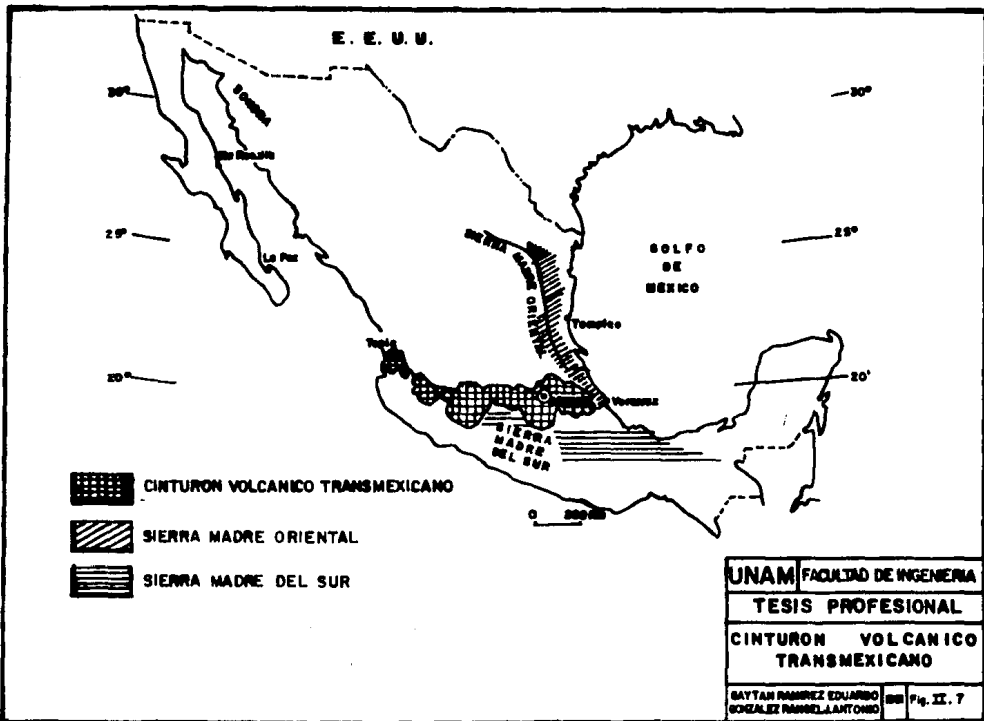 E. E. U. U.
30°
30°
SONORA
Sta Rosalía
25°
25°
La Paz
SIERRA MADRE ORIENTAL
GOLFO
DE
MEXICO
Tampico
Tepic
20°
20°
Veracruz
SIERRA
MADRE
DEL SUR
CINTURON VOLCANICO TRANSMEXICANO
0
SIERRA MADRE ORIENTAL
SIERRA MADRE DEL SUR
UNAM FACULTAD DE INGENIERIA
TESIS PROFESIONAL
CINTURON VOLCANICO
TRANSMEXICANO
GAYTAN RAMIREZ EDUARDO
GONZALEZ RANGEL J. ANTONIO
Fig. II. 7